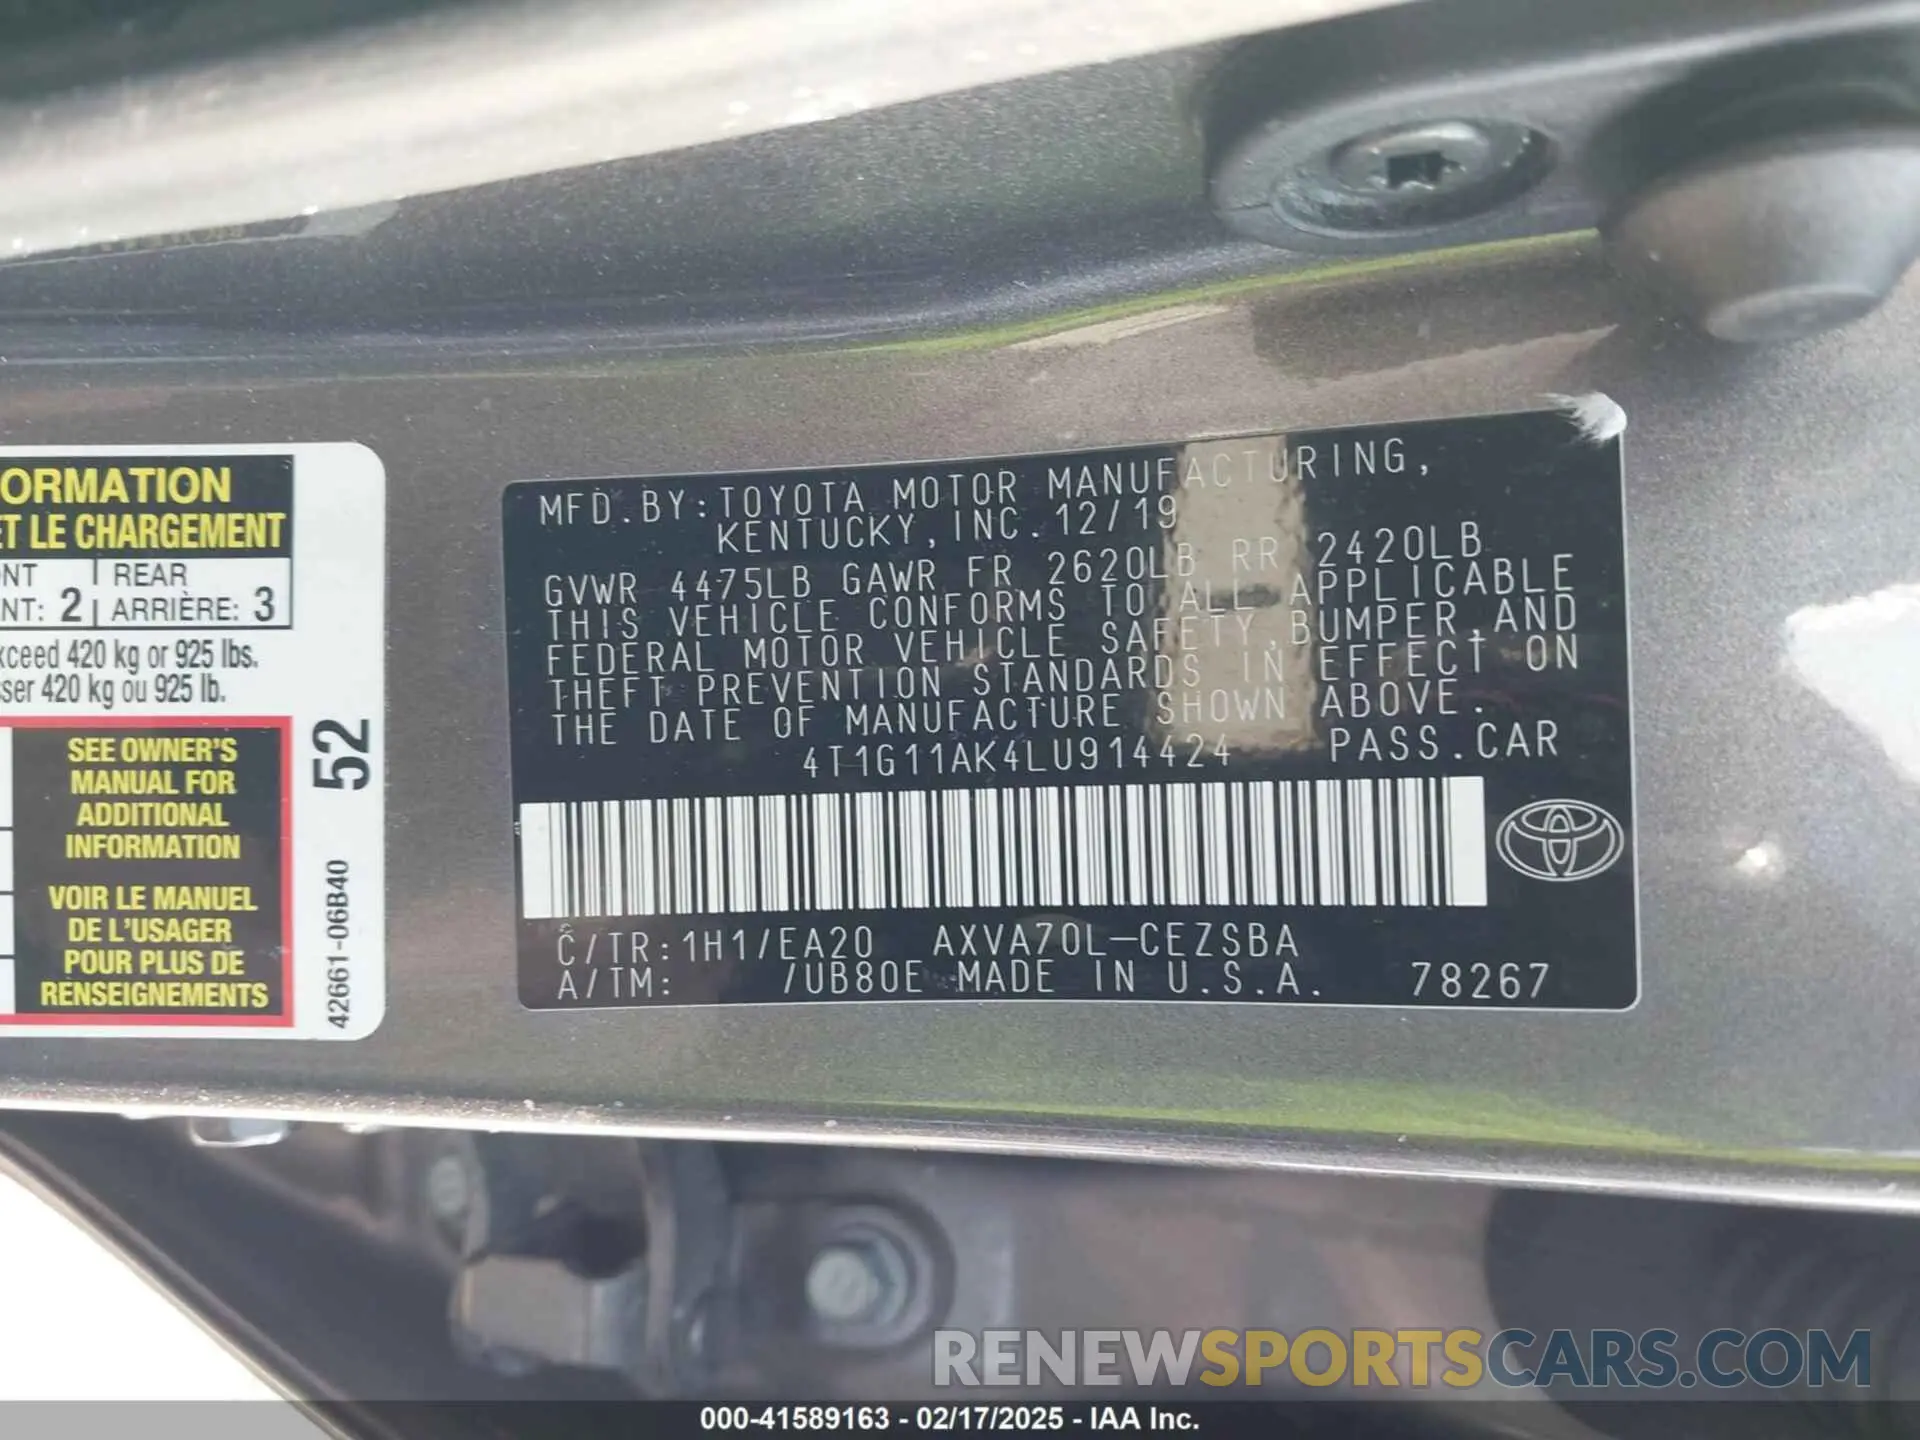 ORMATION
ET LE CHARGEMENT
NT | REAR
NT: 2 | ARRIÈRE: 3
xceed 420 kg or 925 lbs.
sser 420 kg ou 925 lb.
SEE OWNER'S
MANUAL FOR
ADDITIONAL
INFORMATION
VOIR LE MANUEL
DE L'USAGER
POUR PLUS DE
RENSEIGNEMENTS
52
42661-06B40
MFD.BY:TOYOTA MOTOR MANUFACTURING,
KENTUCKY,INC.12/19
GVWR 4475LB GAWR FR 2620LB RR 2420LB
THIS VEHICLE CONFORMS TO ALL APPLICABLE
FEDERAL MOTOR VEHICLE SAFETY,BUMPER,AND
THEFT PREVENTION STANDARDS IN EFFECT ON
THE DATE OF MANUFACTURE SHOWN ABOVE.
4T1G11AK4LU914424 PASS.CAR
C/TR:1H1/EA20 AXVA70L-CEZSBA
A/TM: /UB80E MADE IN U.S.A. 78267
RENEWSPORTSCARS.COM
000-41589163 - 02/17/2025 - IAA Inc.